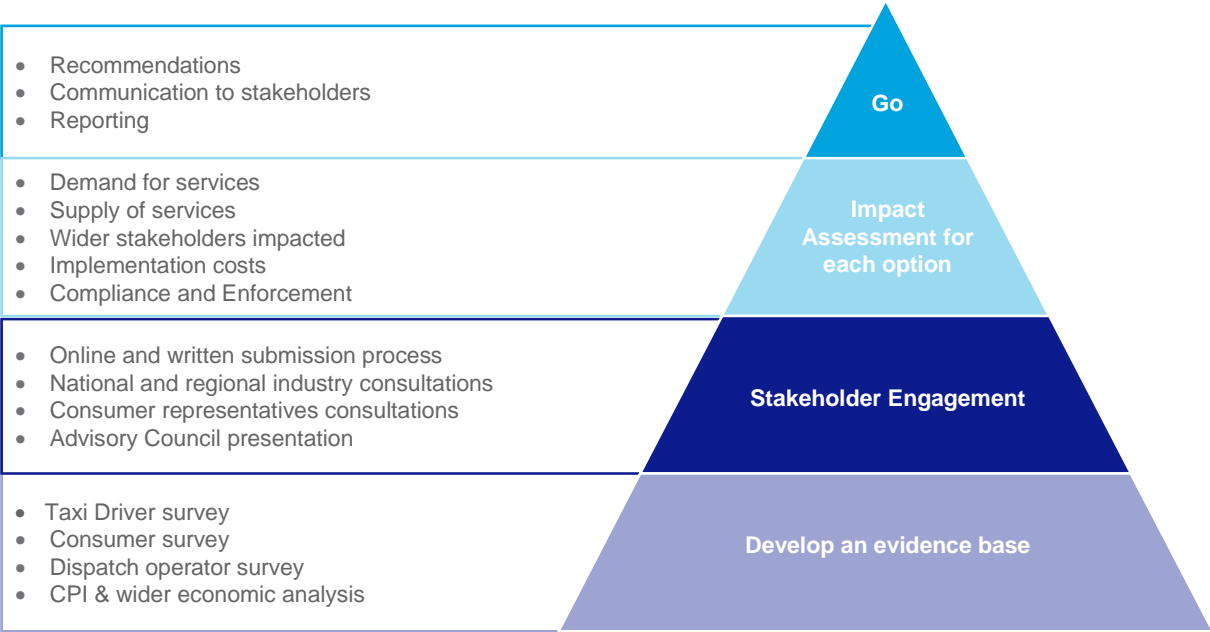 • Recommendations
• Communication to stakeholders
• Reporting
Go
• Demand for services
• Supply of services
• Wider stakeholders impacted
• Implementation costs
• Compliance and Enforcement
Impact
Assessment for
each option
• Online and written submission process
• National and regional industry consultations
• Consumer representatives consultations
• Advisory Council presentation
Stakeholder Engagement
• Taxi Driver survey
• Consumer survey
• Dispatch operator survey
• CPI & wider economic analysis
Develop an evidence base